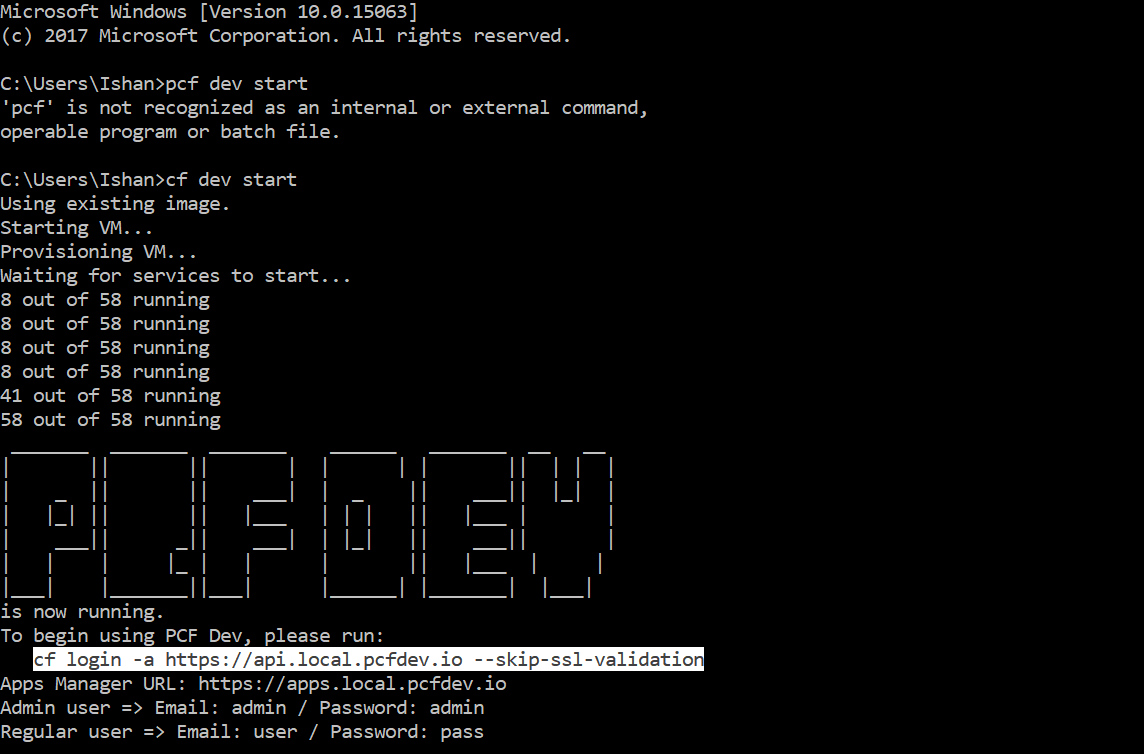 Microsoft Windows [Version 10.0.15063]
(c) 2017 Microsoft Corporation. All rights reserved.
C:\Users\Ishan>pcf dev start
'pcf' is not recognized as an internal or external command,
operable program or batch file.
C:\Users\Ishan>cf dev start
Using existing image.
Starting VM...
Provisioning VM...
Waiting for services to start...
8 out of 58 running
8 out of 58 running
8 out of 58 running
8 out of 58 running
41 out of 58 running
58 out of 58 running
PCF DEV
is now running.
To begin using PCF Dev, please run:
cf login -a https://api.local.pcfdev.io --skip-ssl-validation
Apps Manager URL: https://apps.local.pcfdev.io
Admin user => Email: admin / Password: admin
Regular user => Email: user / Password: pass